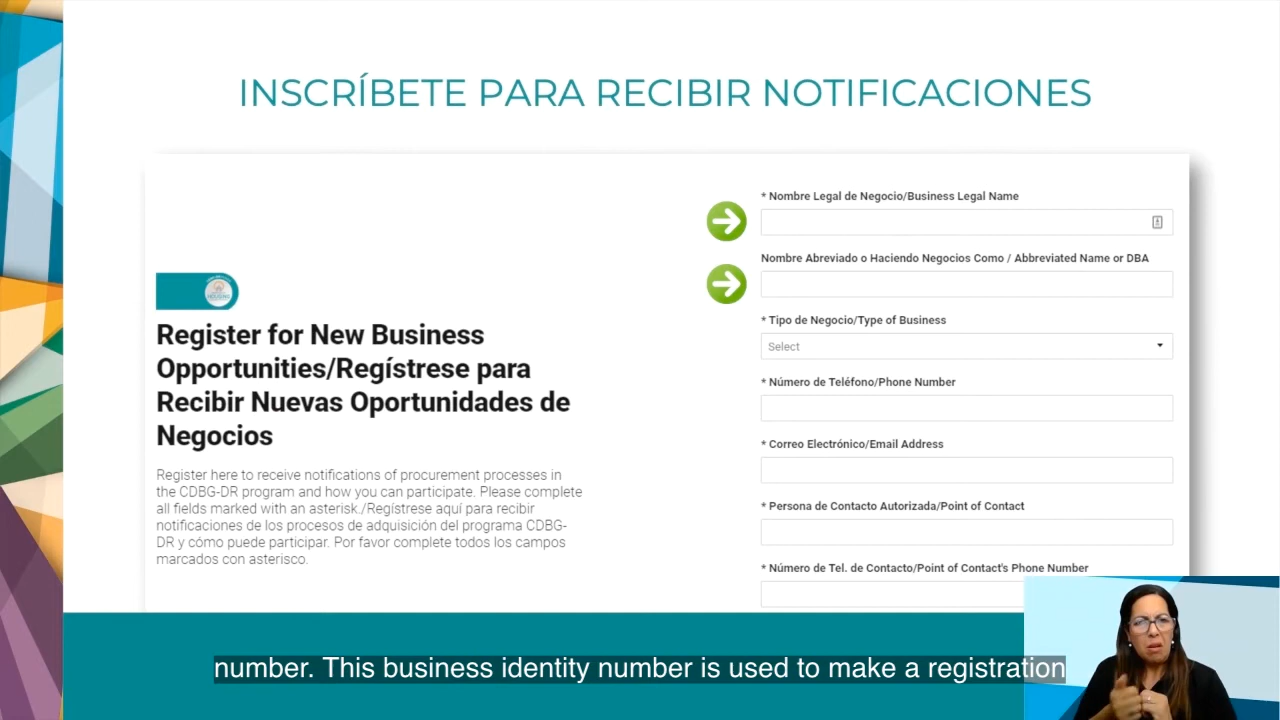 INSCRÍBETE PARA RECIBIR NOTIFICACIONES
Register for New Business
Opportunities/Regístrese para
Recibir Nuevas Oportunidades de
Negocios
Register here to receive notifications of procurement processes in
the CDBG-DR program and how you can participate. Please complete
all fields marked with an asterisk./Regístrese aquí para recibir
notificaciones de los procesos de adquisición del programa CDBG-
DR y cómo puede participar. Por favor complete todos los campos
marcados con asterisco.
* Nombre Legal de Negocio/Business Legal Name
Nombre Abreviado o Haciendo Negocios Como / Abbreviated Name or DBA
* Tipo de Negocio/Type of Business
Select
* Número de Teléfono/Phone Number
* Correo Electrónico/Email Address
* Persona de Contacto Autorizada/Point of Contact
* Número de Tel. de Contacto/Point of Contact's Phone Number
number. This business identity number is used to make a registration